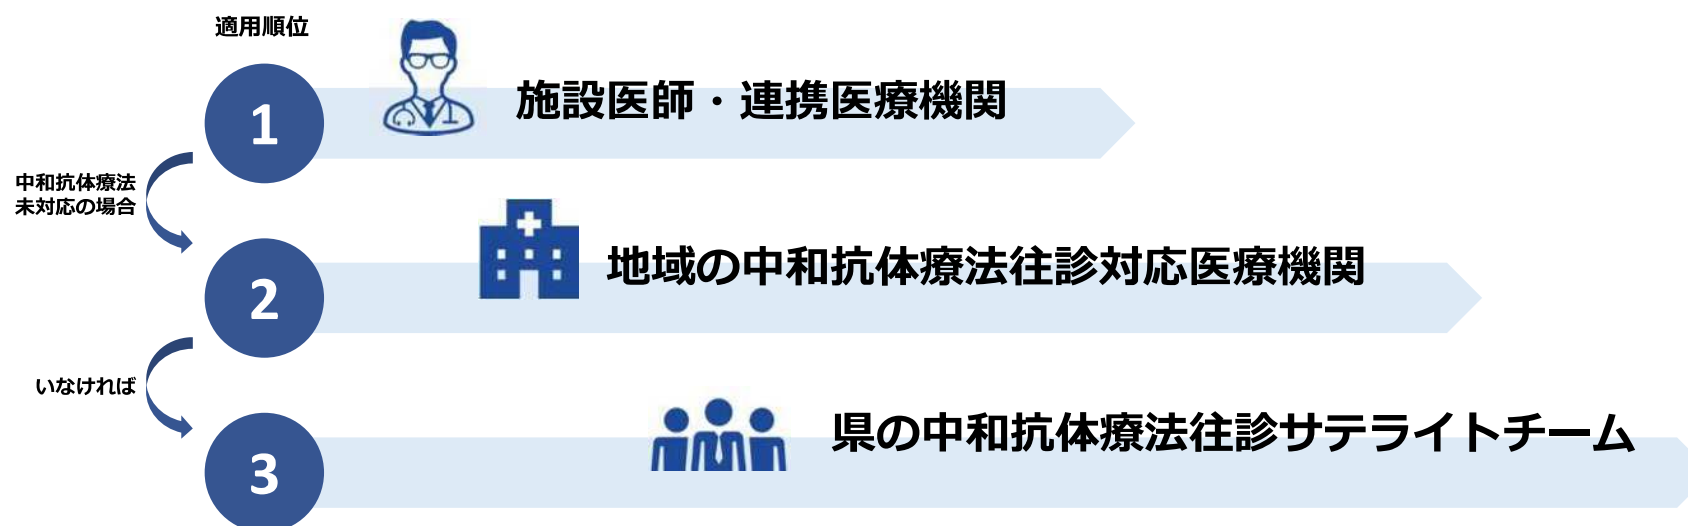 適用順位
1
施設医師・連携医療機関
中和抗体療法
未対応の場合
2
地域の中和抗体療法往診対応医療機関
いなければ
3
県の中和抗体療法往診サテライトチーム